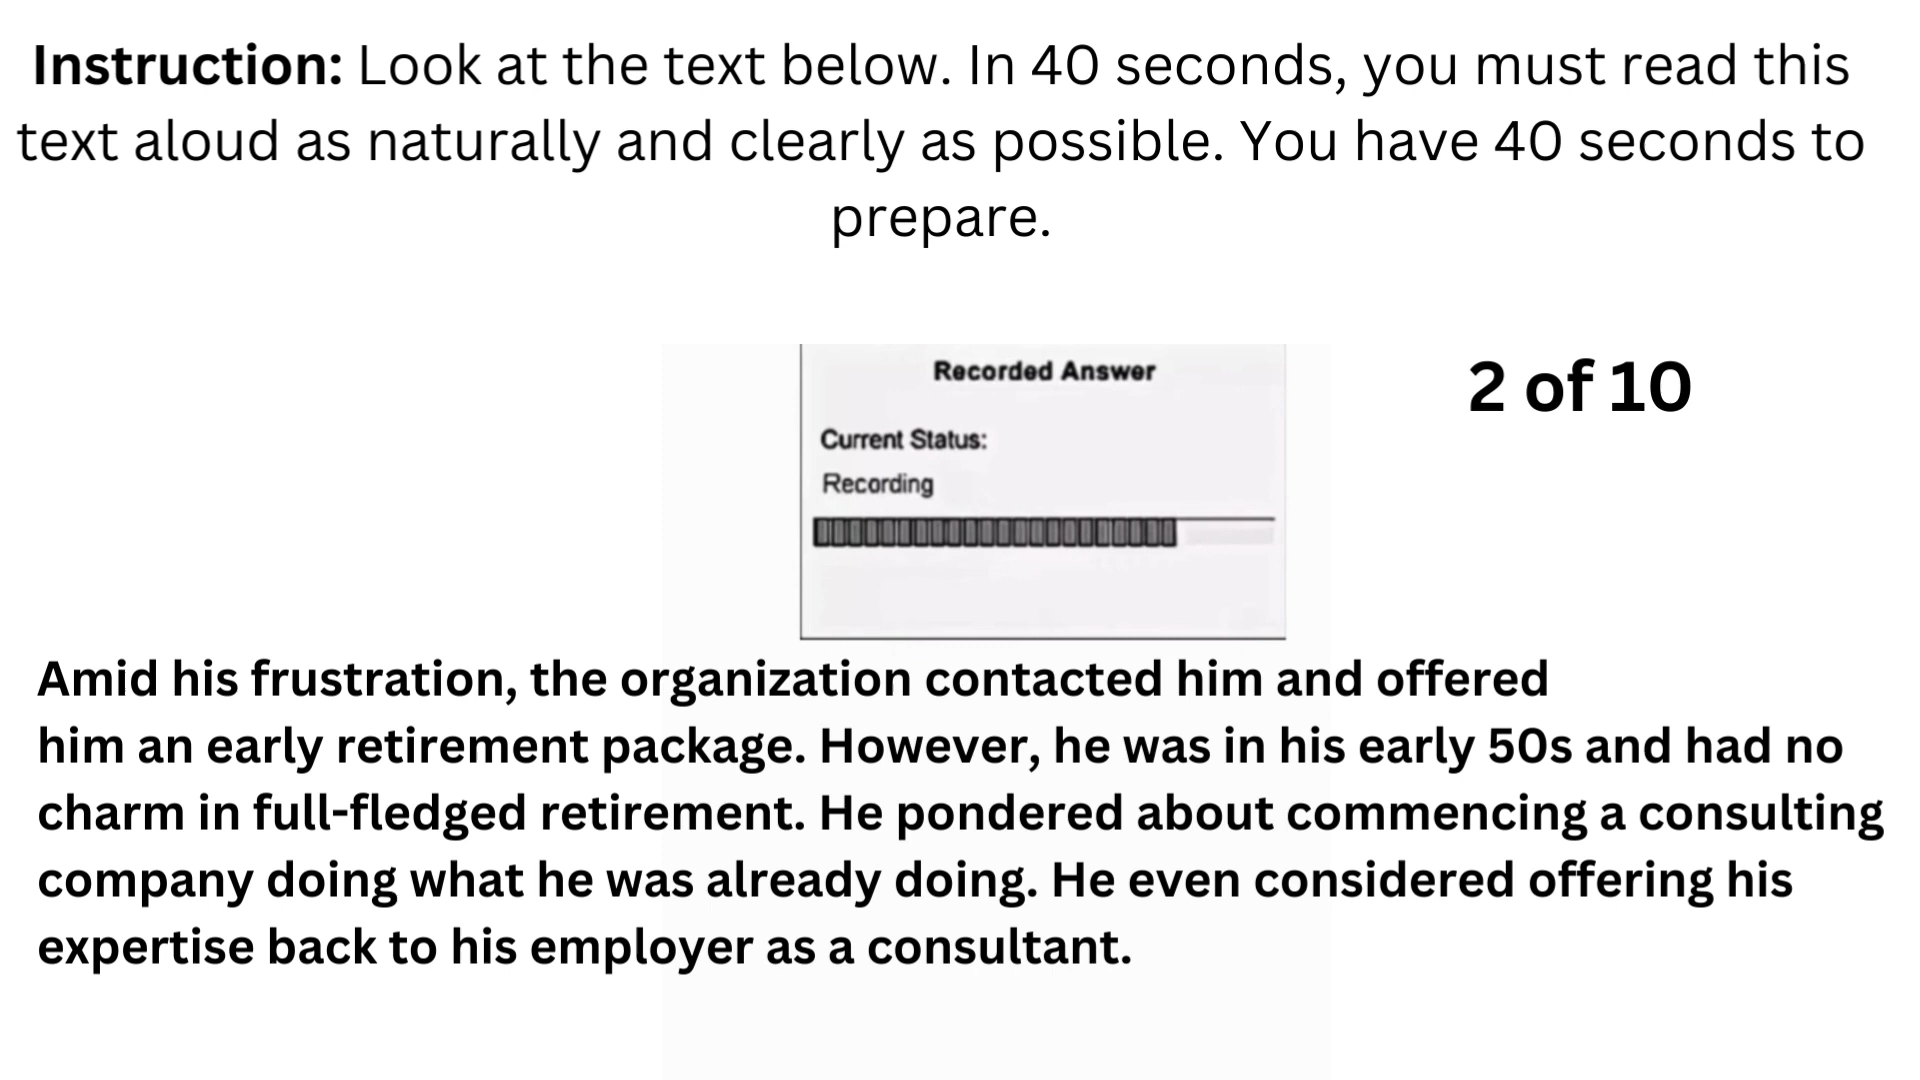 Instruction: Look at the text below. In 40 seconds, you must read this
text aloud as naturally and clearly as possible. You have 40 seconds to
prepare.
Recorded Answer
2 of 10
Current Status:
Recording
Amid his frustration, the organization contacted him and offered
him an early retirement package. However, he was in his early 50s and had no
charm in full-fledged retirement. He pondered about commencing a consulting
company doing what he was already doing. He even considered offering his
expertise back to his employer as a consultant.